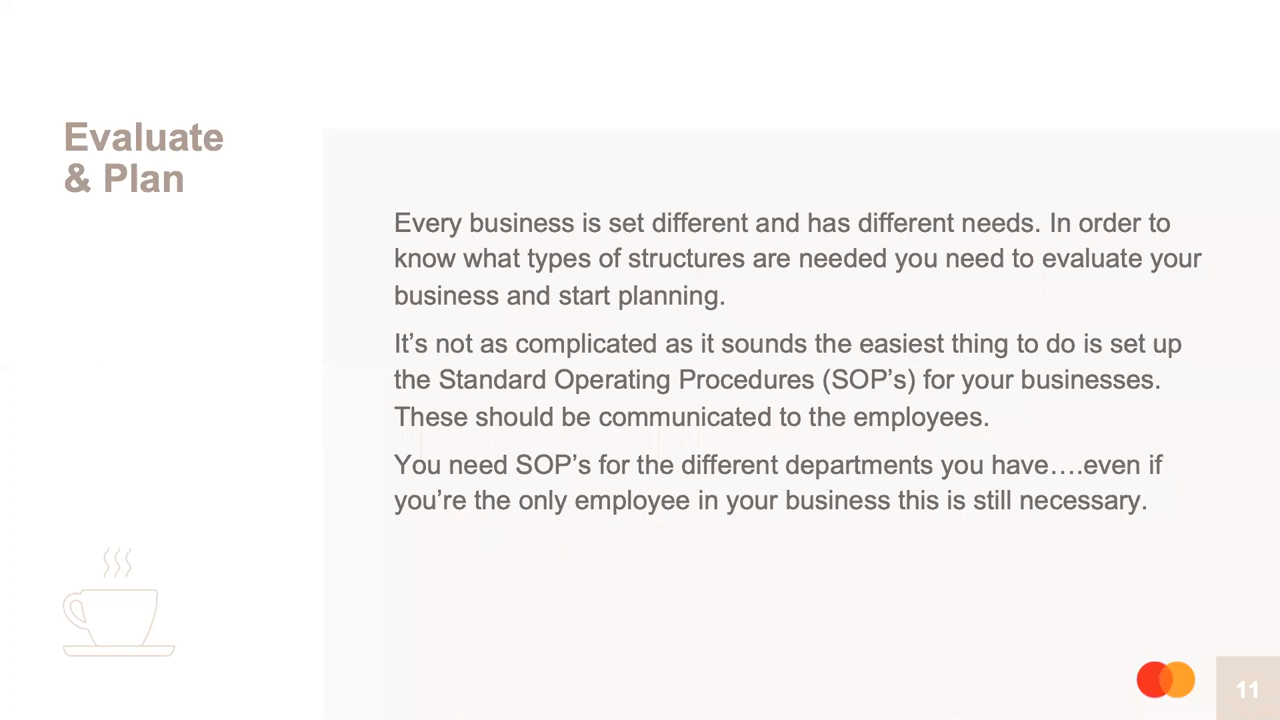 Evaluate
& Plan
Every business is set different and has different needs. In order to
know what types of structures are needed you need to evaluate your
business and start planning.
It’s not as complicated as it sounds the easiest thing to do is set up
the Standard Operating Procedures (SOP’s) for your businesses.
These should be communicated to the employees.
You need SOP’s for the different departments you have….even if
you’re the only employee in your business this is still necessary.
11